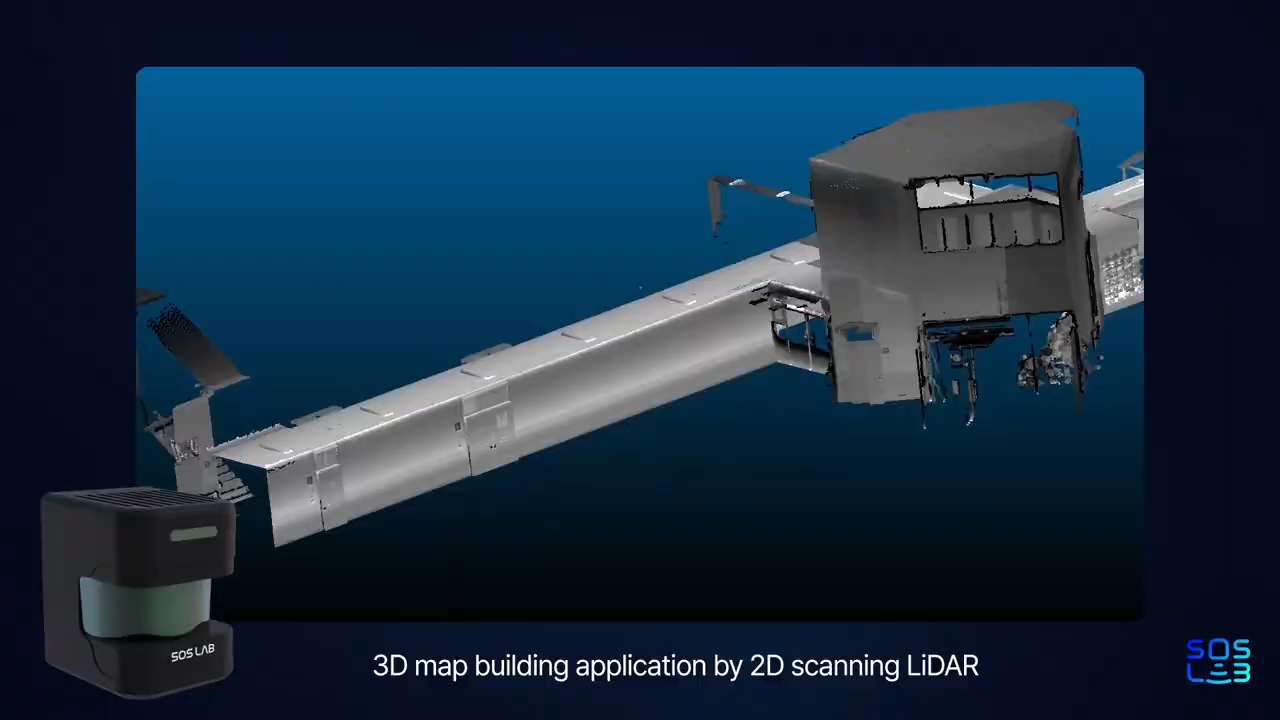 SOS LAB
3D map building application by 2D scanning LiDAR
SOS
LAB